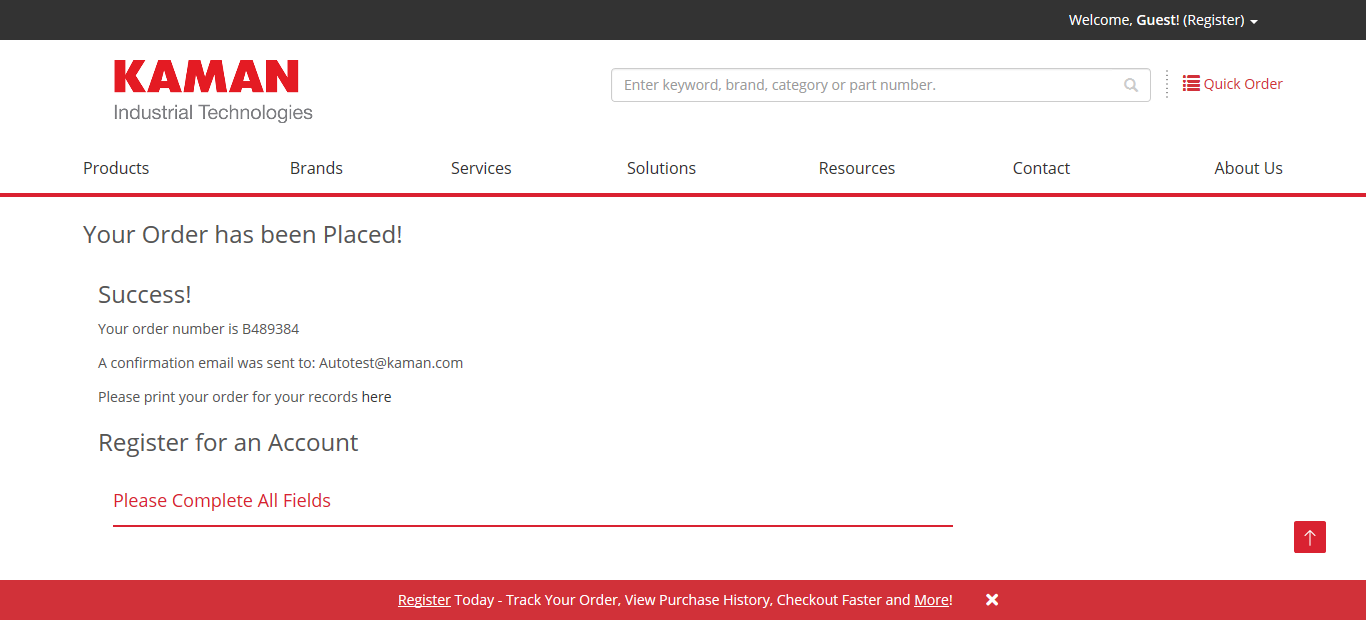 Welcome, Guest! (Register)
KAMAN
Industrial Technologies
Enter keyword, brand, category or part number.
Quick Order
Products Brands Services Solutions Resources Contact About Us
Your Order has been Placed!
Success!
Your order number is B489384
A confirmation email was sent to: Autotest@kaman.com
Please print your order for your records here
Register for an Account
Please Complete All Fields
Register Today - Track Your Order, View Purchase History, Checkout Faster and More!